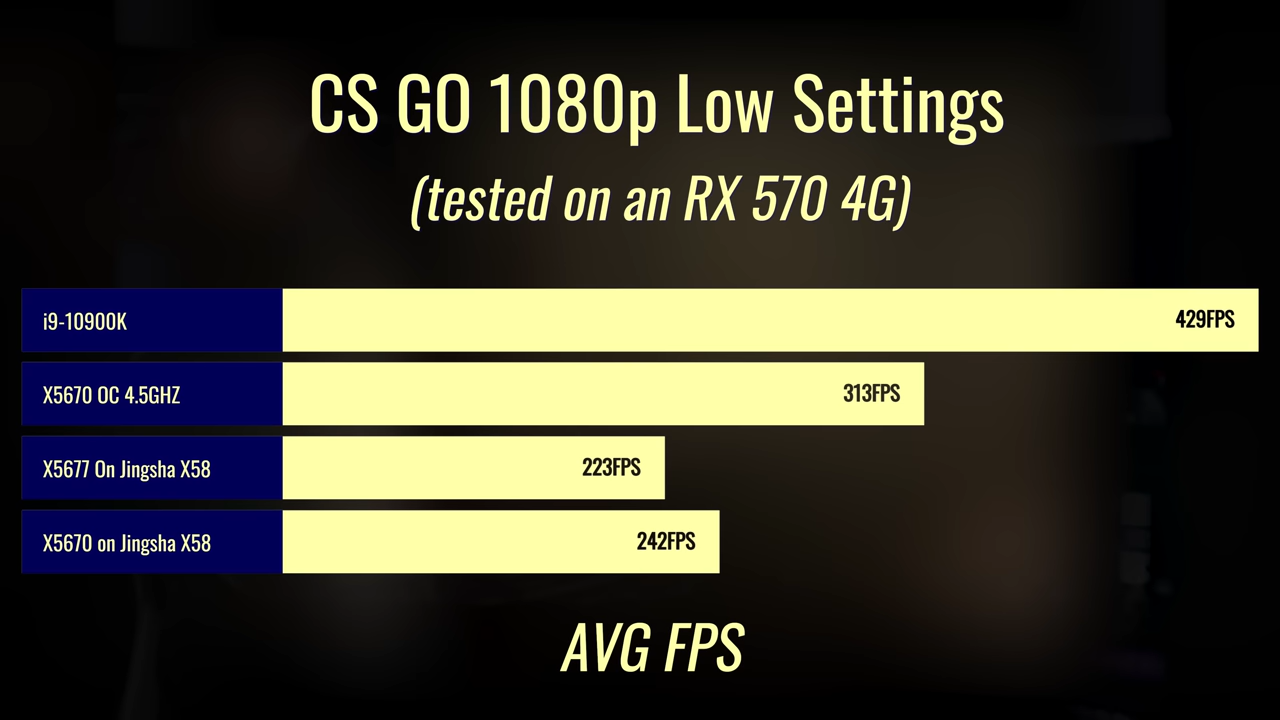 CS GO 1080p Low Settings
(tested on an RX 570 4G)
i9-10900K
429FPS
X5670 OC 4.5GHZ
313FPS
X5677 On Jingsha X58
223FPS
X5670 on Jingsha X58
242FPS
AVG FPS